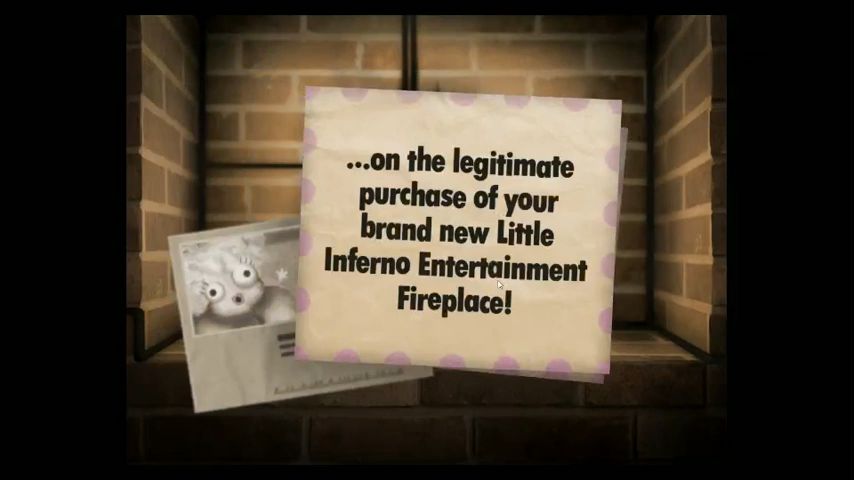 ...on the legitimate
purchase of your
brand new Little
Inferno Entertainment
Fireplace!